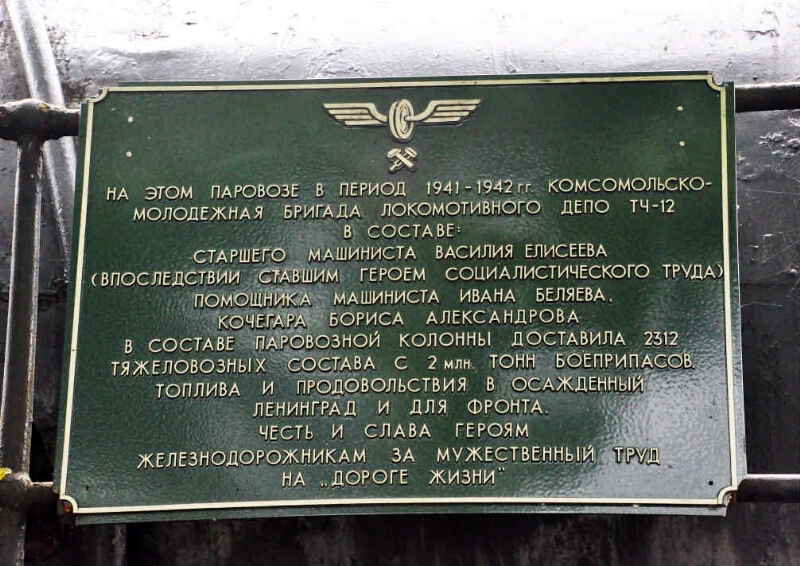 НА ЭТОМ ПАРОВОЗЕ В ПЕРИОД 1941-1942 гг. КОМСОМОЛЬСКО-
МОЛОДЕЖНАЯ БРИГАДА ЛОКОМОТИВНОГО ДЕПО ТЧ-12
В СОСТАВЕ:
СТАРШЕГО МАШИНИСТА ВАСИЛИЯ ЕЛИСЕЕВА
(ВПОСЛЕДСТВИИ СТАВШИМ ГЕРОЕМ СОЦИАЛИСТИЧЕСКОГО ТРУДА)
ПОМОЩНИКА МАШИНИСТА ИВАНА БЕЛЯЕВА,
КОЧЕГАРА БОРИСА АЛЕКСАНДРОВА
В СОСТАВЕ ПАРОВОЗНОЙ КОЛОННЫ ДОСТАВИЛА 2312
ТЯЖЕЛОВОЗНЫХ СОСТАВА С 2 млн. ТОНН БОЕПРИПАСОВ.
ТОПЛИВА И ПРОДОВОЛЬСТВИЯ В ОСАЖДЕННЫЙ
ЛЕНИНГРАД И ДЛЯ ФРОНТА.
ЧЕСТЬ И СЛАВА ГЕРОЯМ
ЖЕЛЕЗНОДОРОЖНИКАМ ЗА МУЖЕСТВЕННЫЙ ТРУД
НА „ДОРОГЕ ЖИЗНИ"